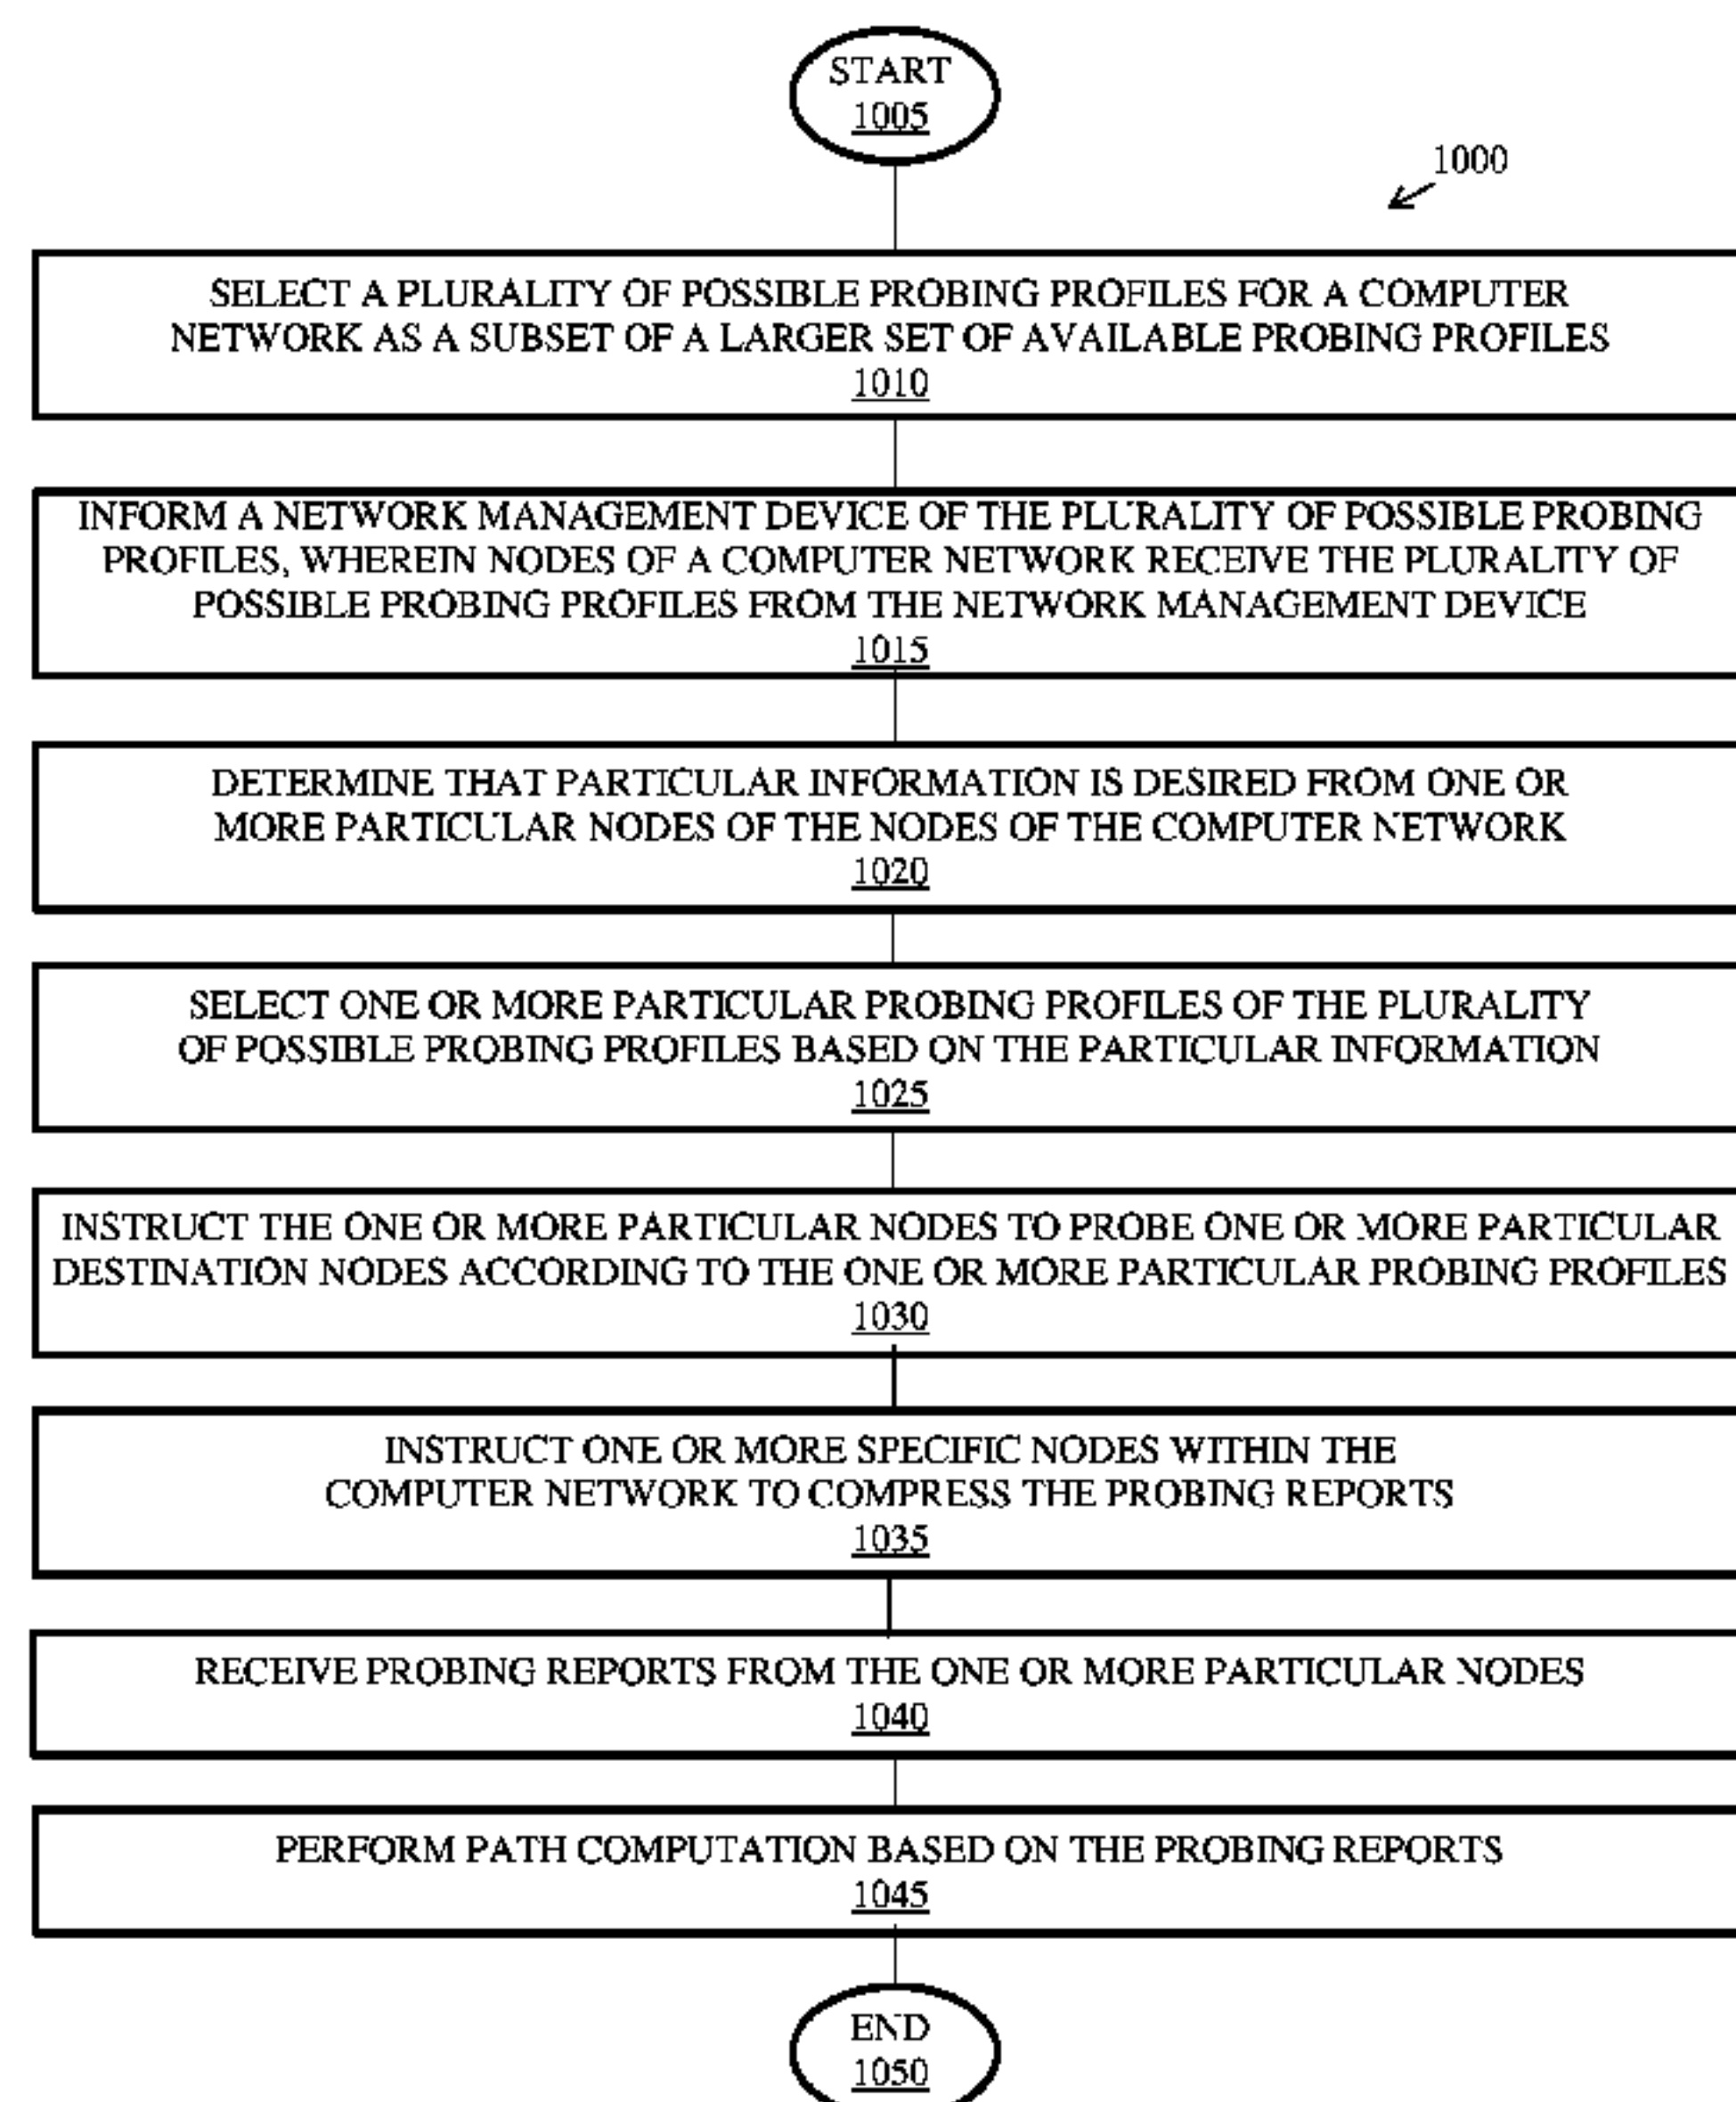 START
1005
1000
SELECT A PLURALITY OF POSSIBLE PROBING PROFILES FOR A COMPUTER
NETWORK AS A SUBSET OF A LARGER SET OF AVAILABLE PROBING PROFILES
1010
INFORM A NETWORK MANAGEMENT DEVICE OF THE PLURALITY OF POSSIBLE PROBING
PROFILES, WHEREIN NODES OF A COMPUTER NETWORK RECEIVE THE PLURALITY OF
POSSIBLE PROBING PROFILES FROM THE NETWORK MANAGEMENT DEVICE
1015
DETERMINE THAT PARTICULAR INFORMATION IS DESIRED FROM ONE OR
MORE PARTICULAR NODES OF THE NODES OF THE COMPUTER NETWORK
1020
SELECT ONE OR MORE PARTICULAR PROBING PROFILES OF THE PLURALITY
OF POSSIBLE PROBING PROFILES BASED ON THE PARTICULAR INFORMATION
1025
INSTRUCT THE ONE OR MORE PARTICULAR NODES TO PROBE ONE OR MORE PARTICULAR
DESTINATION NODES ACCORDING TO THE ONE OR MORE PARTICULAR PROBING PROFILES
1030
INSTRUCT ONE OR MORE SPECIFIC NODES WITHIN THE
COMPUTER NETWORK TO COMPRESS THE PROBING REPORTS
1035
RECEIVE PROBING REPORTS FROM THE ONE OR MORE PARTICULAR NODES
1040
PERFORM PATH COMPUTATION BASED ON THE PROBING REPORTS
1045
END
1050